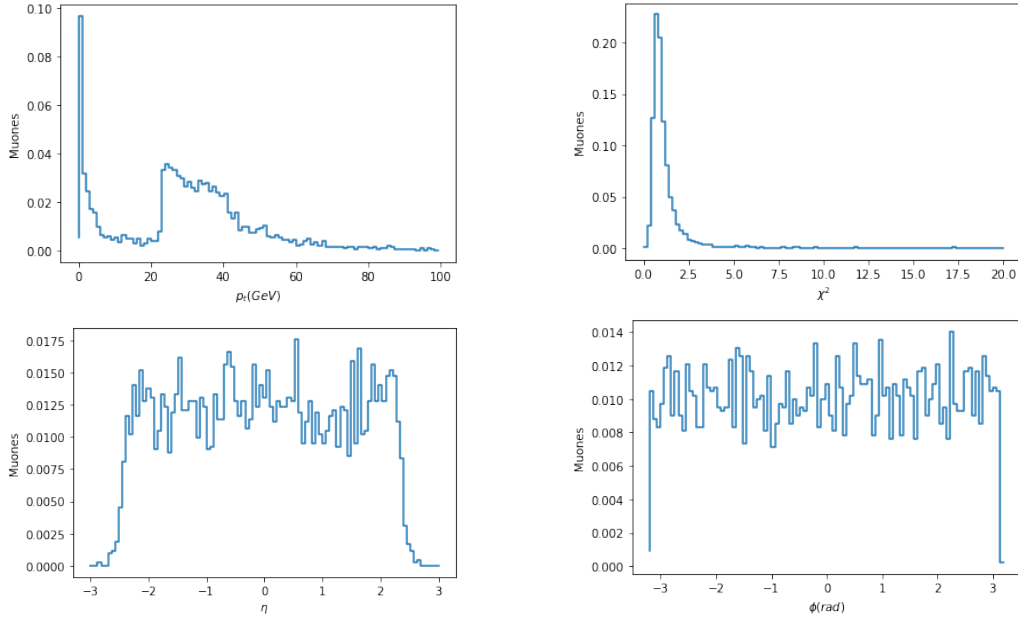 0.10
0.08
0.06
0.04
0.02
0.00
Muones
0 20 40 60 80 100
p_t(GeV)
0.20
0.15
0.10
0.05
0.00
Muones
0.0 2.5 5.0 7.5 10.0 12.5 15.0 17.5 20.0
χ²
0.0175
0.0150
0.0125
0.0100
0.0075
0.0050
0.0025
0.0000
Muones
−3 −2 −1 0 1 2 3
η
0.014
0.012
0.010
0.008
0.006
0.004
0.002
0.000
Muones
−3 −2 −1 0 1 2 3
ϕ(rad)